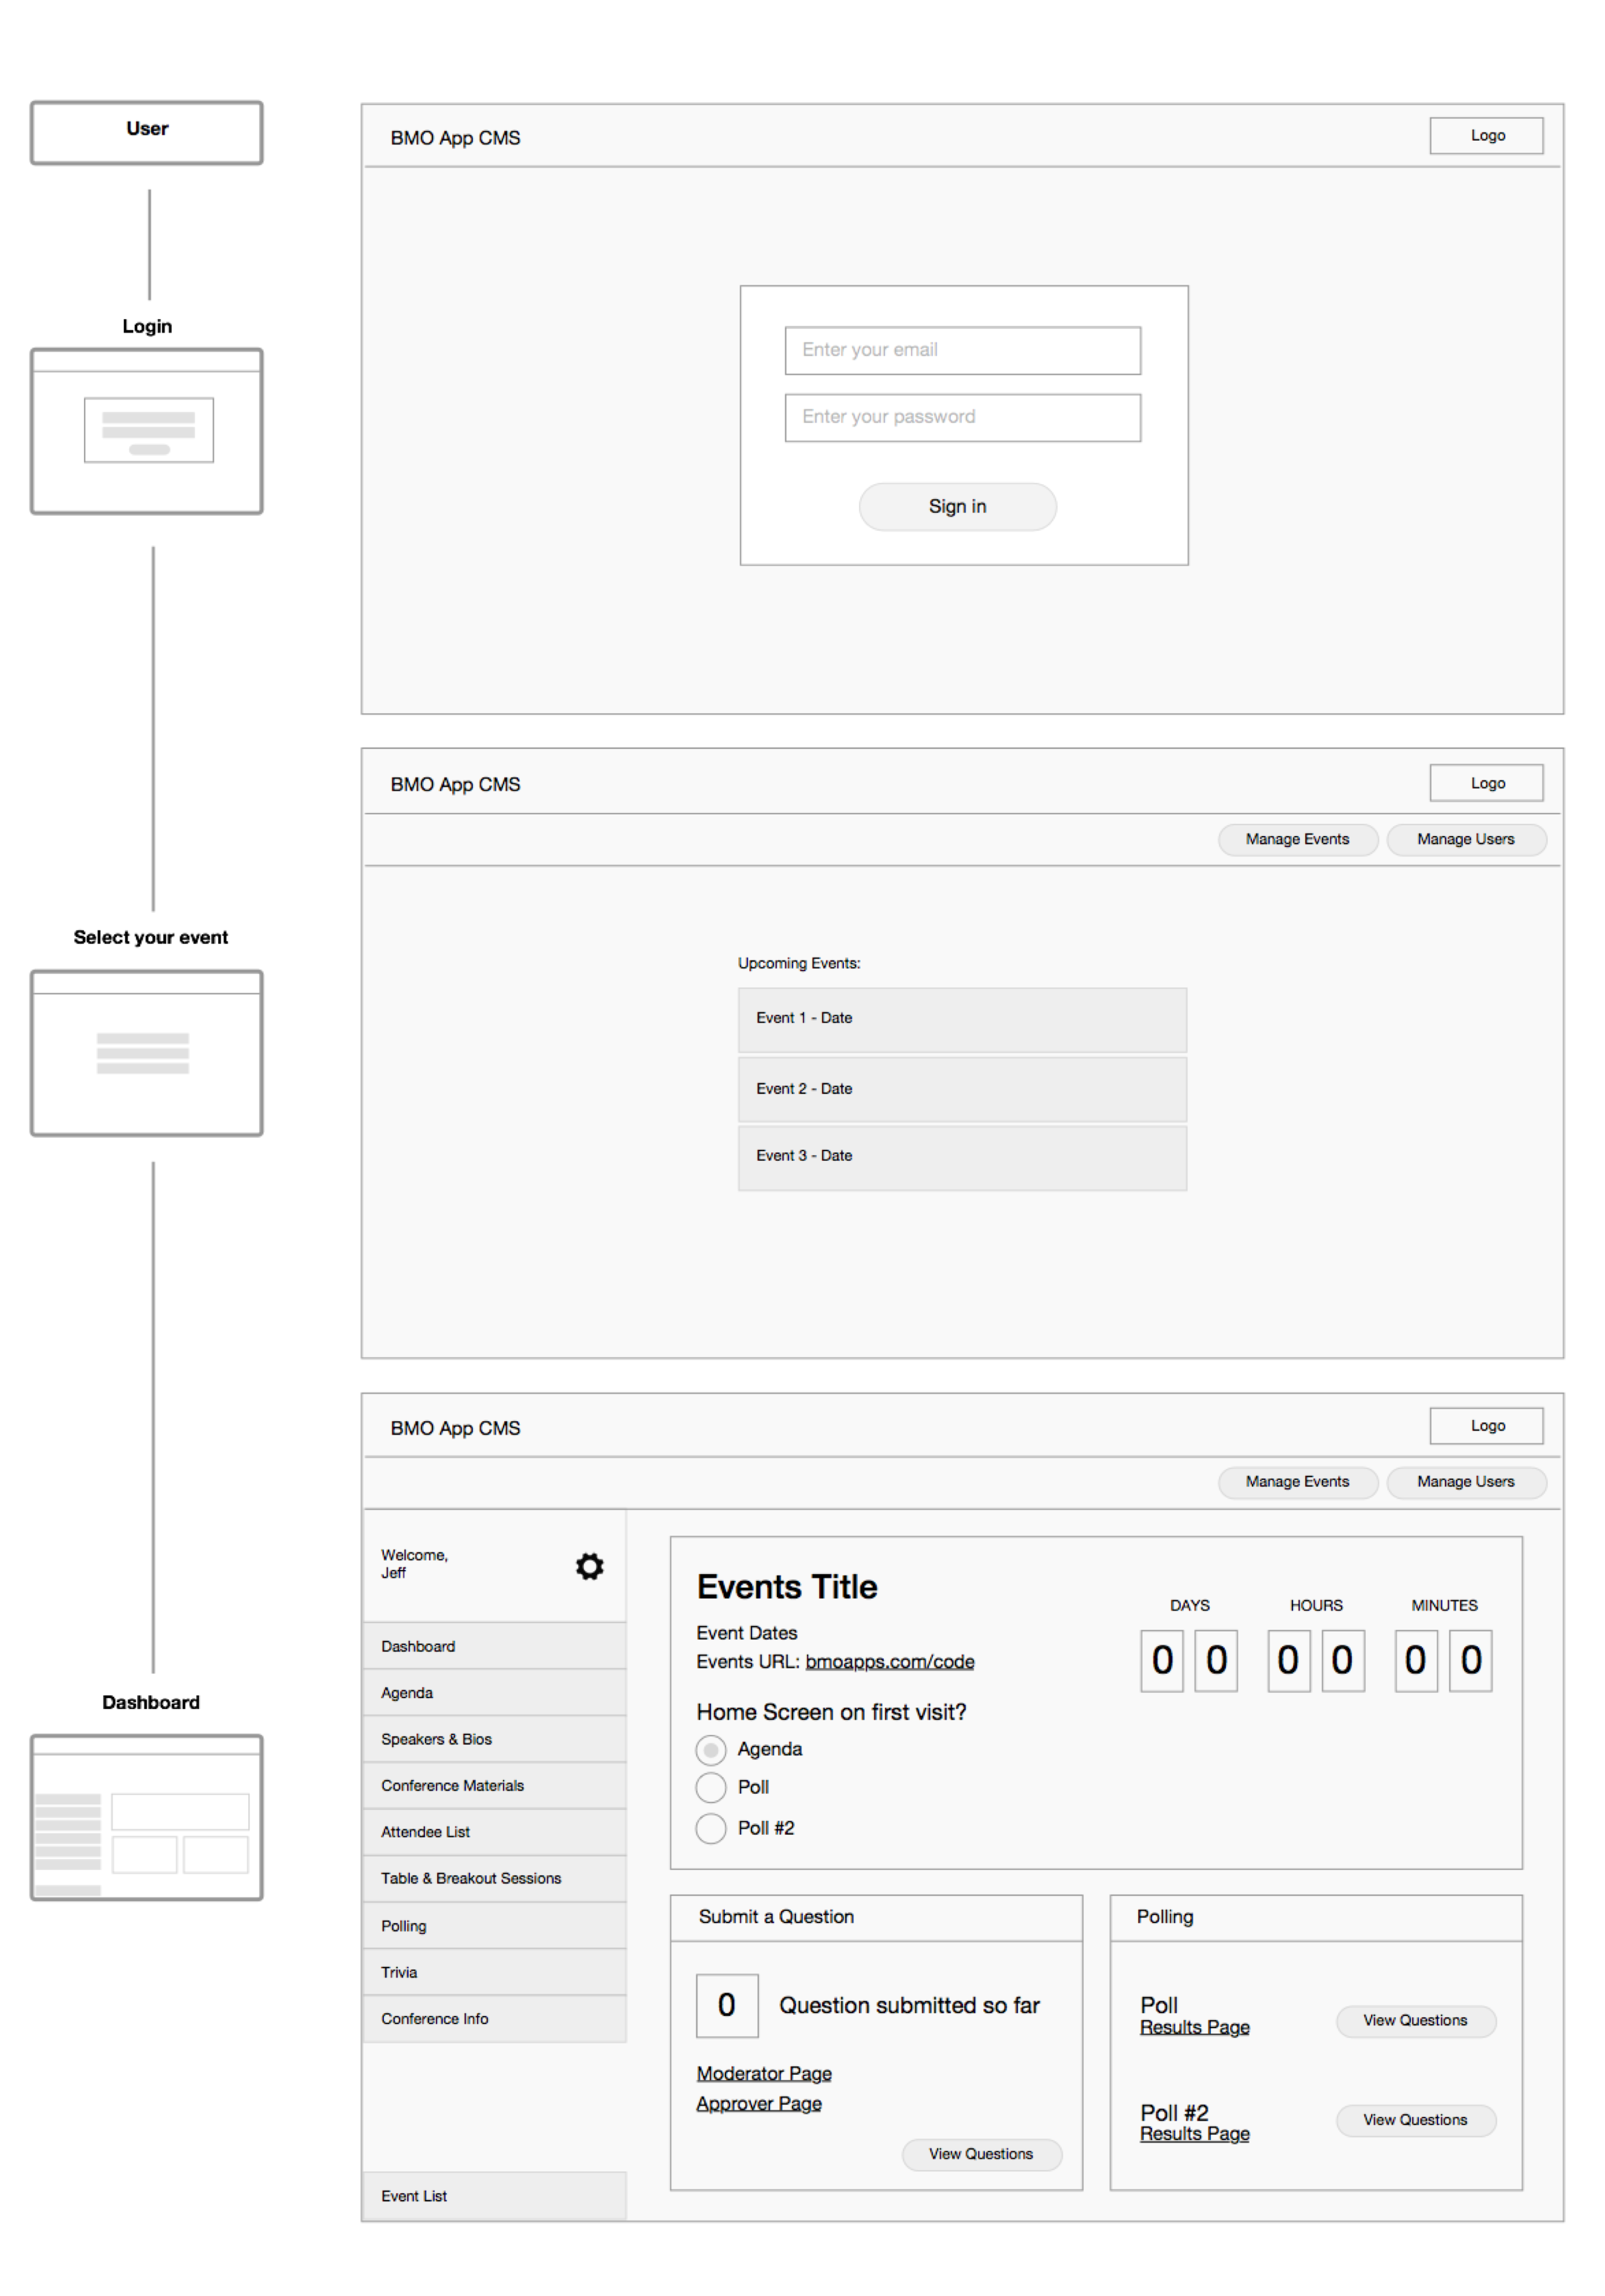 User
Login
Select your event
Dashboard
BMO App CMS
Logo
Enter your email
Enter your password
Sign in
BMO App CMS
Logo
Manage Events
Manage Users
Upcoming Events:
Event 1 - Date
Event 2 - Date
Event 3 - Date
BMO App CMS
Logo
Manage Events
Manage Users
Welcome,
Jeff
Dashboard
Agenda
Speakers & Bios
Conference Materials
Attendee List
Table & Breakout Sessions
Polling
Trivia
Conference Info
Event List
Events Title
Event Dates
Events URL: bmoapps.com/code
Home Screen on first visit?
Agenda
Poll
Poll #2
DAYS HOURS MINUTES
0 0 0 0 0 0
Submit a Question
0 Question submitted so far
Moderator Page
Approver Page
View Questions
Polling
Poll
Results Page
View Questions
Poll #2
Results Page
View Questions